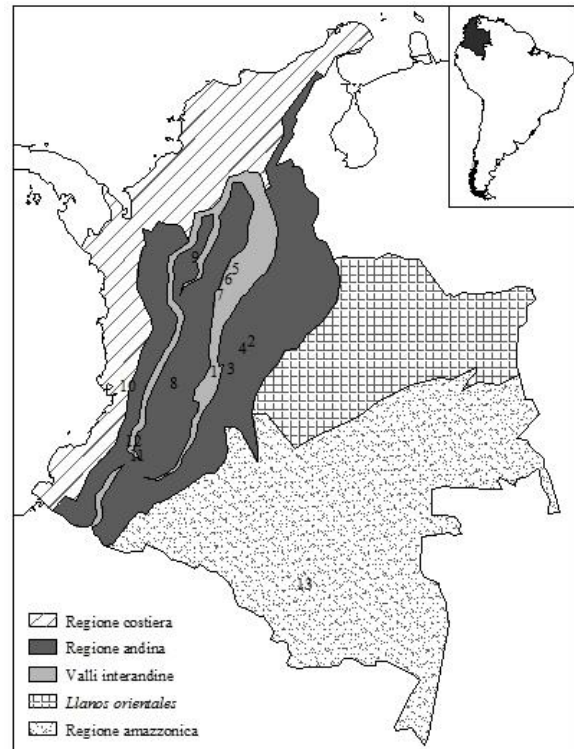 9
5
6
7
4 2
17 3
8
10
12
11
13
Regione costiera
Regione andina
Valli interandine
Llanos orientales
Regione amazzonica